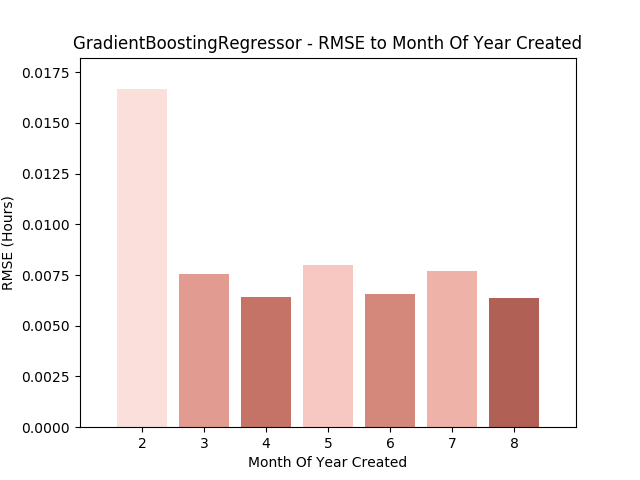 GradientBoostingRegressor - RMSE to Month Of Year Created
0.0175
0.0150
0.0125
0.0100
0.0075
0.0050
0.0025
0.0000
RMSE (Hours)
2 3 4 5 6 7 8
Month Of Year Created